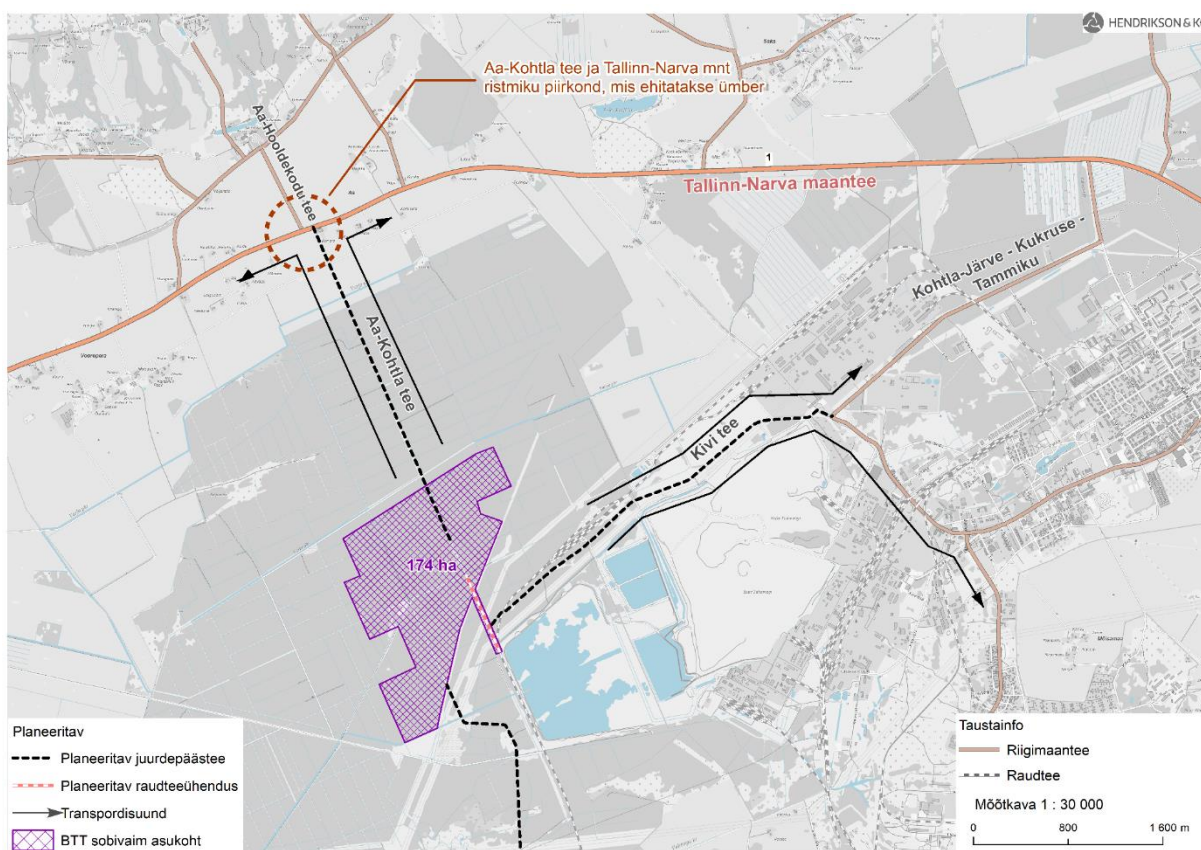 HENDRIKSON & KO
Aa-Kohtla tee ja Tallinn-Narva mnt
ristmiku piirkond, mis ehitatakse ümber
Aa-Hooldekodu tee
1
Tallinn-Narva maantee
Kohtla-Järve - Kukruse -
Tammiku
Aa-Kohtla tee
Kivi tee
174 ha
Planeeritav
Planeeritav juurdepäästee
Planeeritav raudteeühendus
Transpordisuund
BTT sobivaim asukoht
Taustainfo
Riigimaantee
Raudtee
Mõõtkava 1 : 30 000
0 800 1 600 m